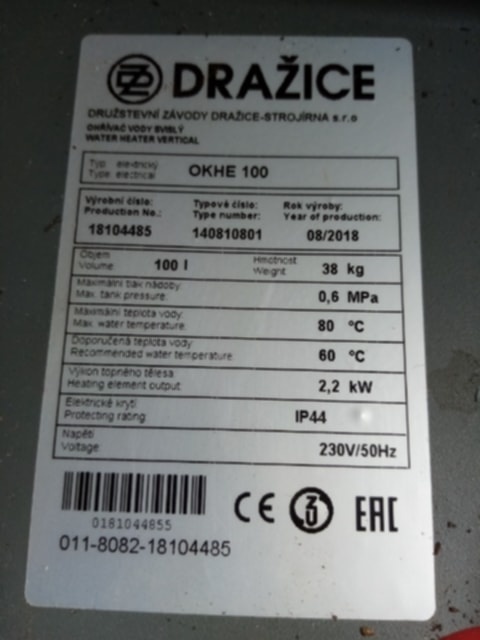 DRAŽICE
DRUŽSTEVNÍ ZÁVODY DRAŽICE-STROJÍRNA s.r.o
OHŘÍVAČ VODY SVISLÝ
WATER HEATER VERTICAL
Typ elektrický
Type electrical
OKHE 100
Výrobní číslo: Typové číslo: Rok výroby:
Production No.: Type number: Year of production:
18104485 140810801 08/2018
Objem
Volume
100 l
Hmotnost
Weight
38 kg
Maximální tlak nádoby
Max. tank pressure
0,6 MPa
Maximální teplota vody
Max. water temperature
80 °C
Doporučená teplota vody
Recommended water temperature
60 °C
Výkon topného tělesa
Heating element output
2,2 kW
Elektrické krytí
Protecting rating
IP44
Napětí
Voltage
230V/50Hz
0181044855
CE EAC
011-8082-18104485